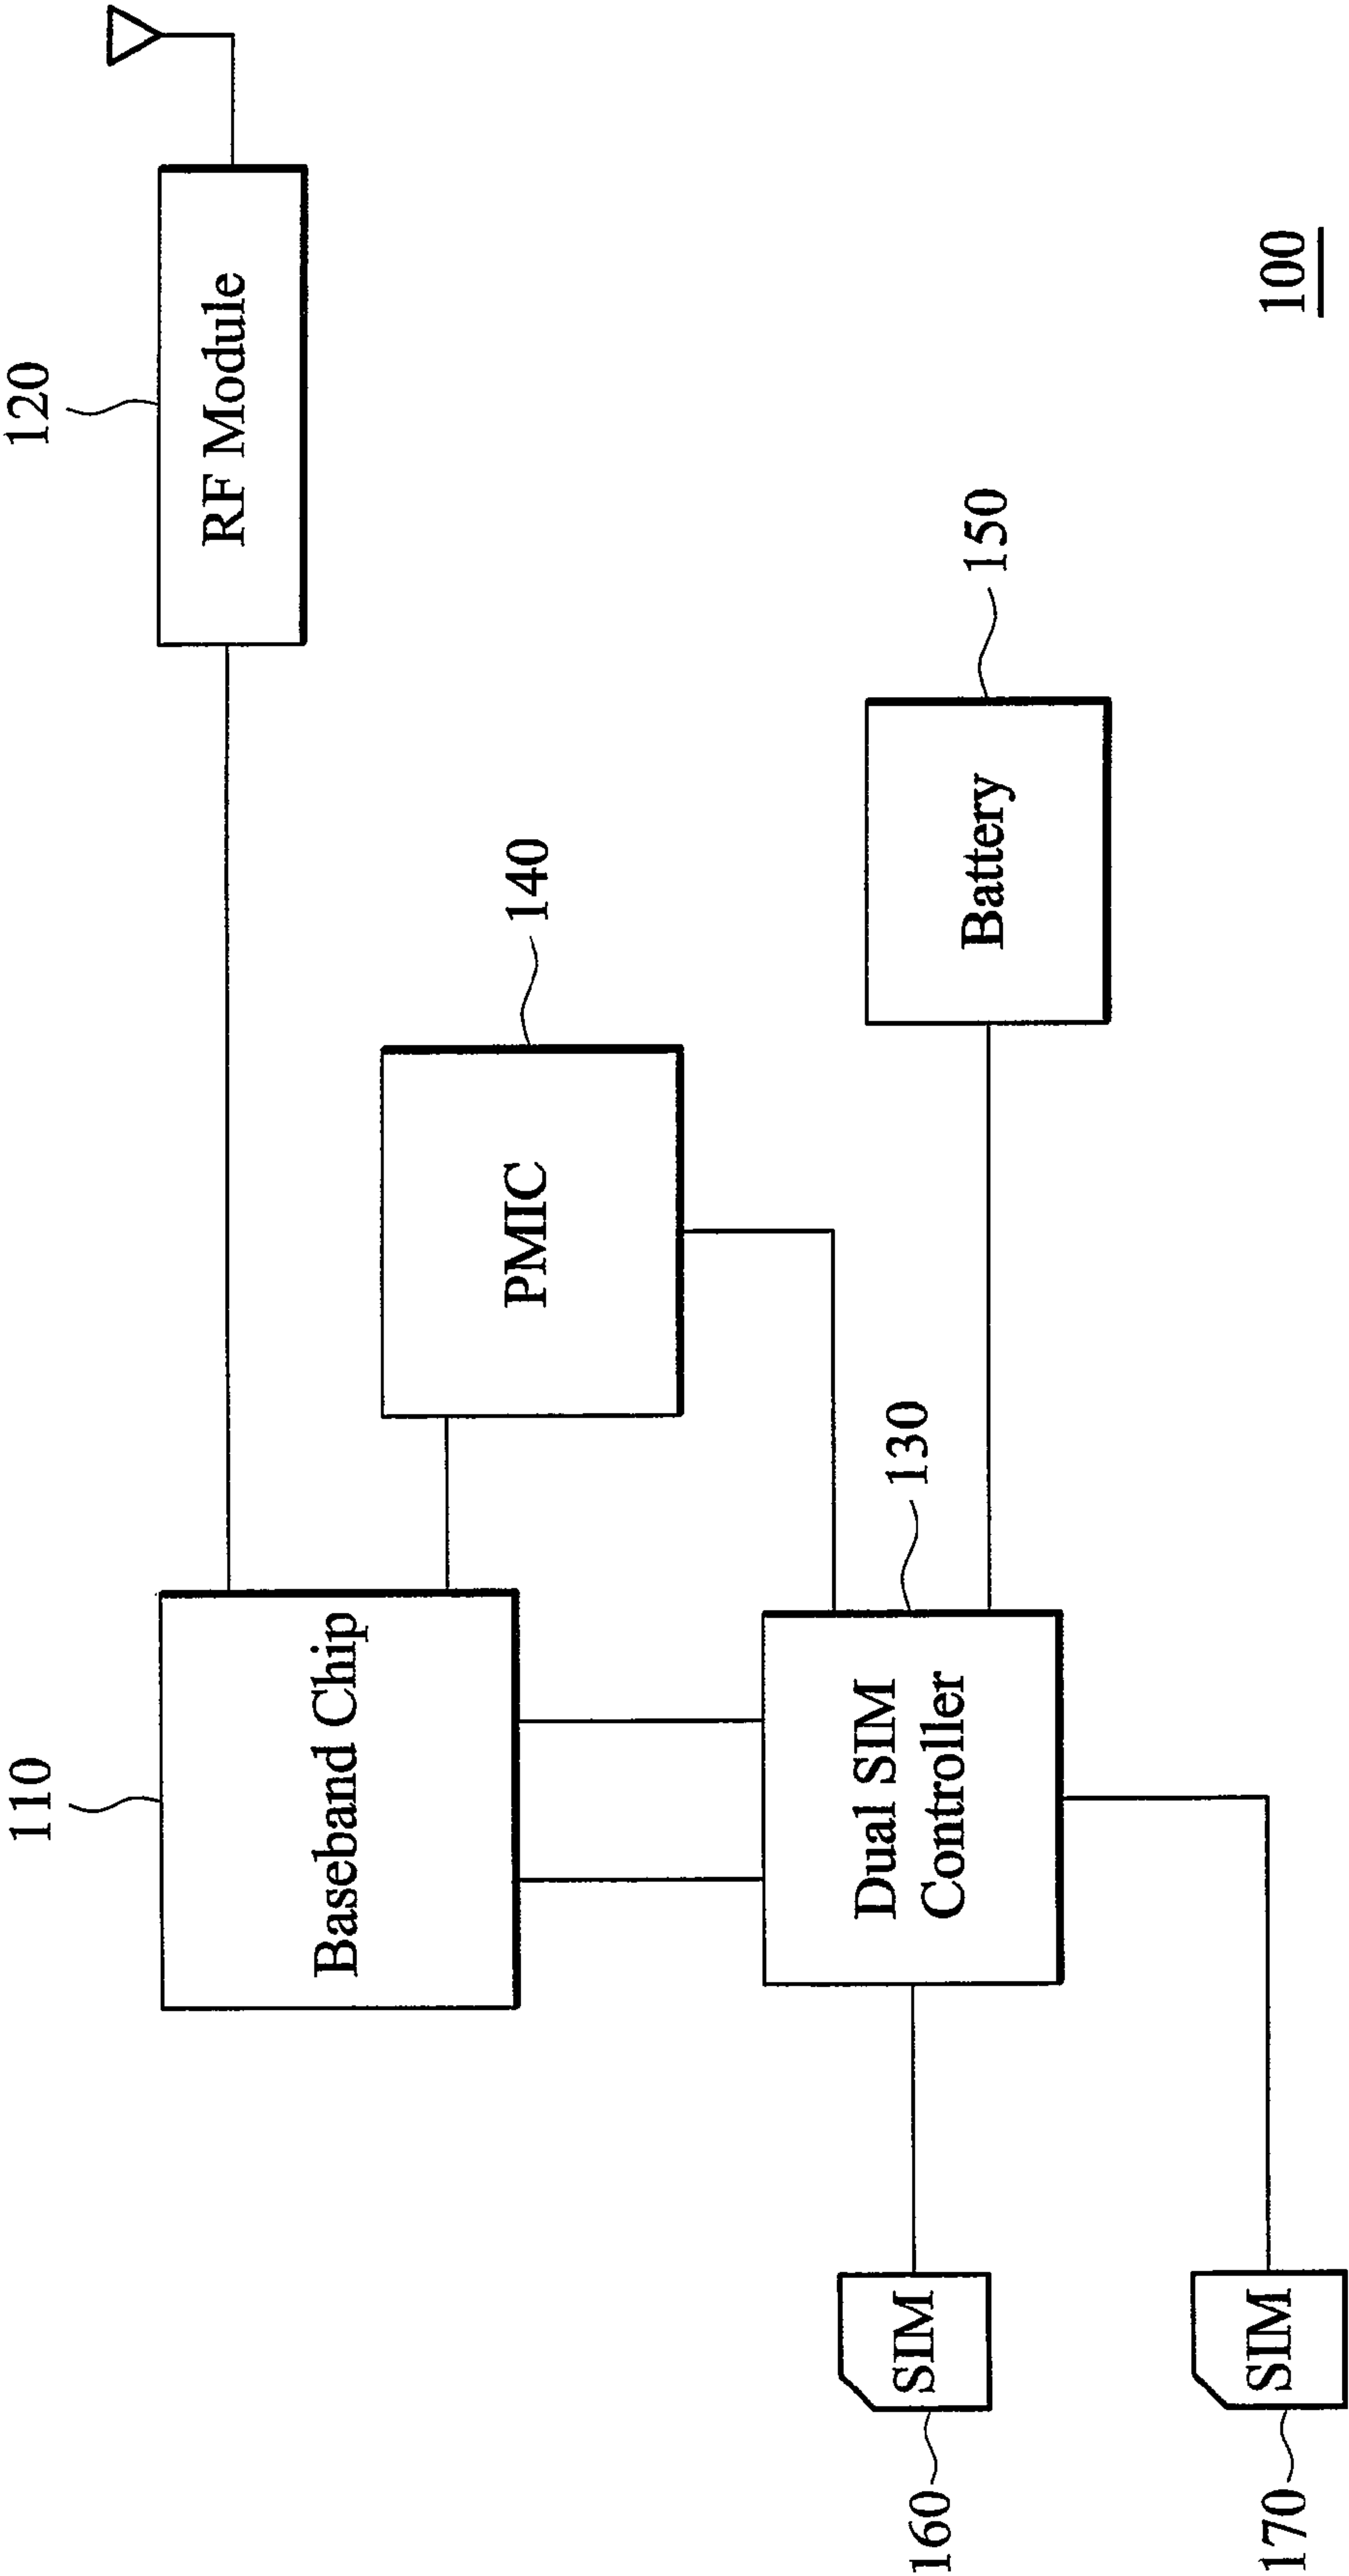 110
120
Baseband Chip
RF Module
PMIC
140
160
SIM
Dual SIM
Controller
130
Battery
150
170
SIM
100